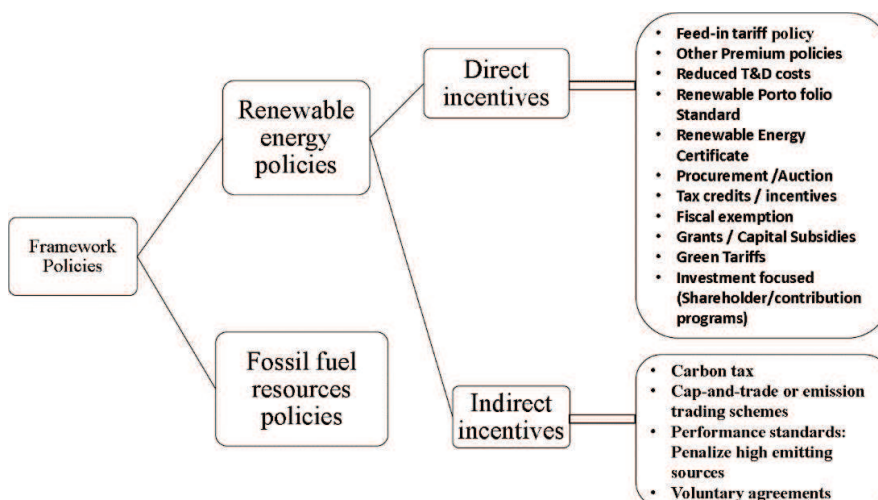 Framework
Policies
Renewable
energy
policies
Fossil fuel
resources
policies
Direct
incentives
Indirect
incentives
• Feed-in tariff policy
• Other Premium policies
• Reduced T&D costs
• Renewable Porto folio
Standard
• Renewable Energy
Certificate
• Procurement /Auction
• Tax credits / incentives
• Fiscal exemption
• Grants / Capital Subsidies
• Green Tariffs
• Investment focused
(Shareholder/contribution
programs)
• Carbon tax
• Cap-and-trade or emission
trading schemes
• Performance standards:
Penalize high emitting
sources
• Voluntary agreements